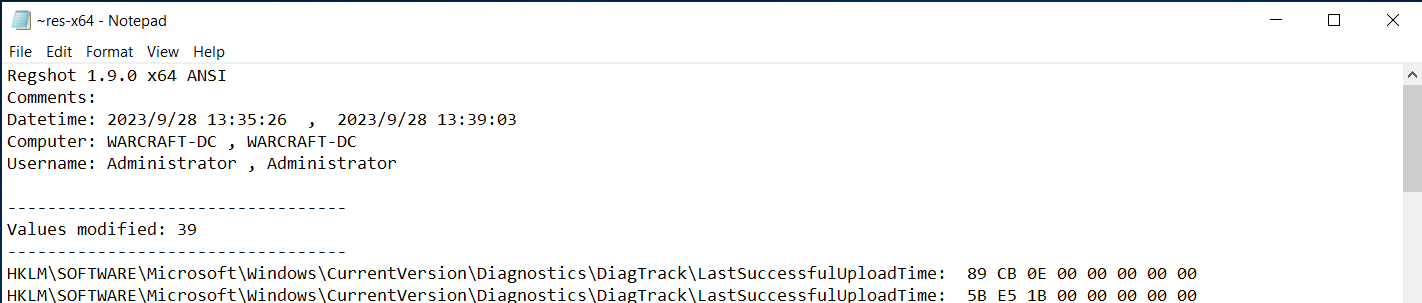 ~res-x64 - Notepad
File Edit Format View Help
Regshot 1.9.0 x64 ANSI
Comments:
Datetime: 2023/9/28 13:35:26  ,  2023/9/28 13:39:03
Computer: WARCRAFT-DC , WARCRAFT-DC
Username: Administrator , Administrator
----------------------------------
Values modified: 39
----------------------------------
HKLM\SOFTWARE\Microsoft\Windows\CurrentVersion\Diagnostics\DiagTrack\LastSuccessfulUploadTime:  89 CB 0E 00 00 00 00 00
HKLM\SOFTWARE\Microsoft\Windows\CurrentVersion\Diagnostics\DiagTrack\LastSuccessfulUploadTime:  5B E5 1B 00 00 00 00 00